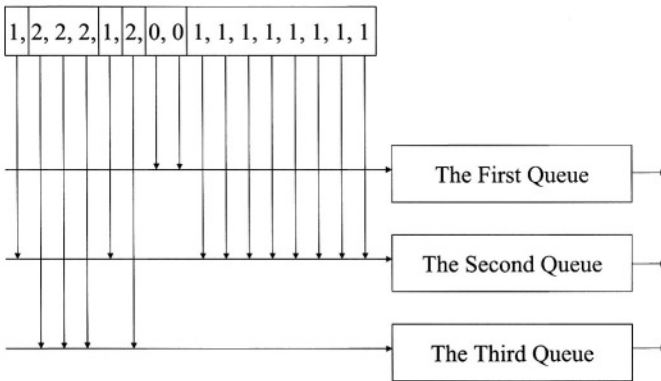 1, 2, 2, 2, 1, 2, 0, 0 1, 1, 1, 1, 1, 1, 1, 1
The First Queue
The Second Queue
The Third Queue